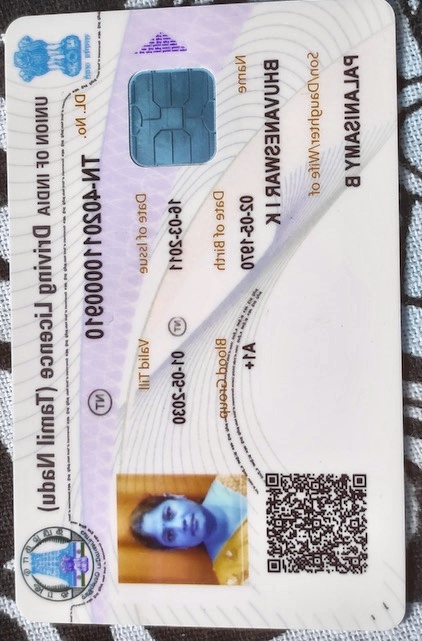 UNION OF INDIA Driving Licence (Tamil Nadu)
DL. No. TN-4020110000910 (NT)
Date of Issue Valid Till
16-03-2011 (NT) 01-05-2030
Date of Birth Blood Group
02-05-1970 A1+
Name
BHUVANESWARI K
Son/Daughter/Wife of
PALANISAMY B